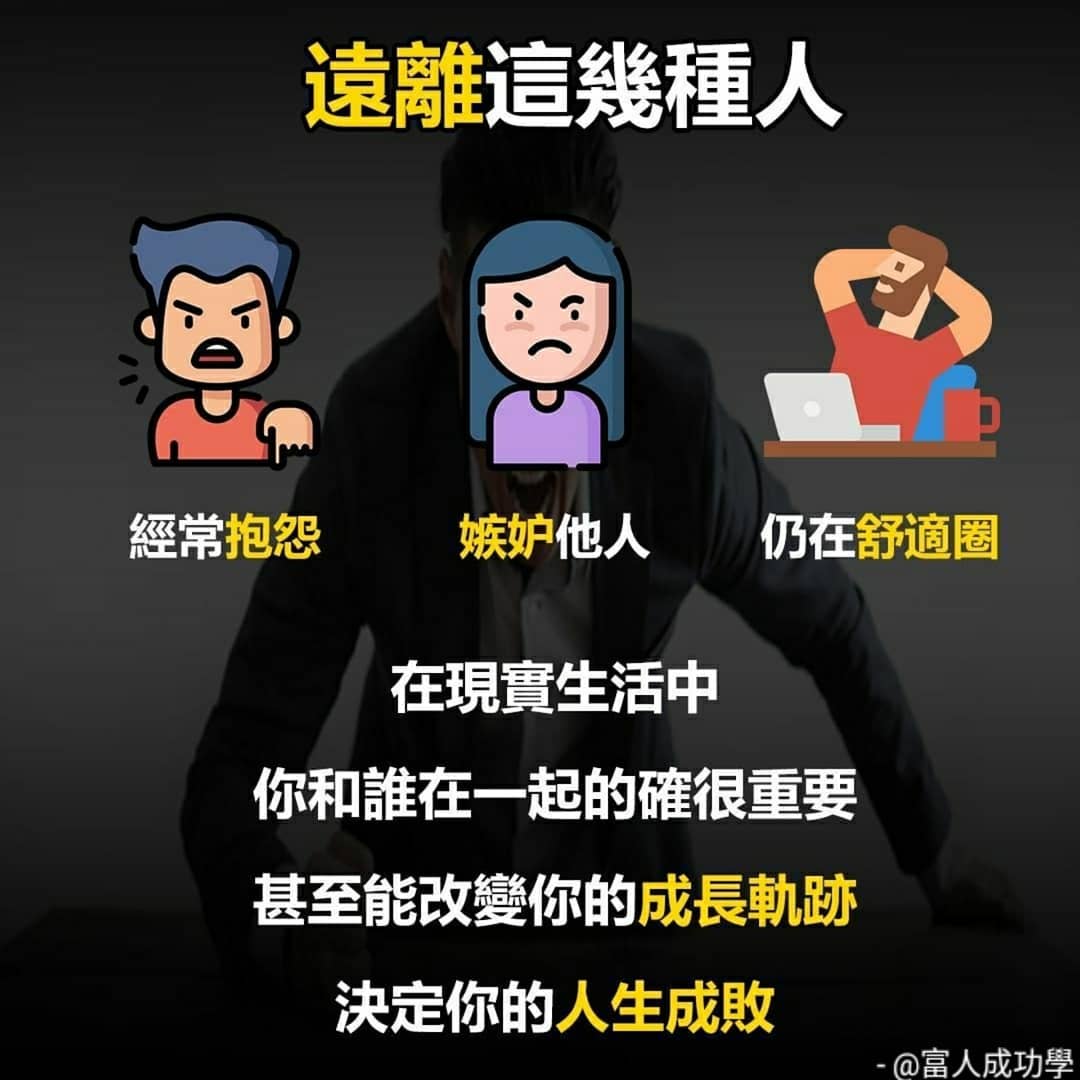 遠離這幾種人
經常抱怨
嫉妒他人
仍在舒適圈
在現實生活中
你和誰在一起的確很重要
甚至能改變你的成長軌跡
決定你的人生成敗
- @富人成功學